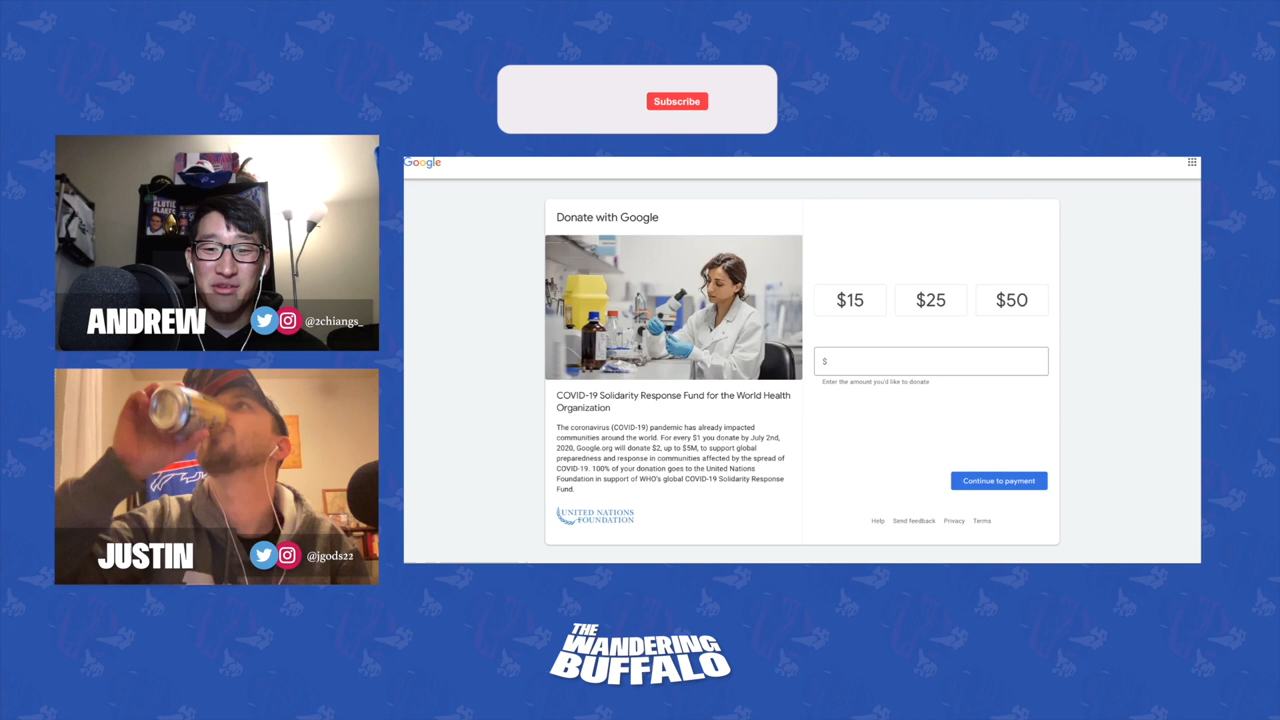 Subscribe
Google
FLUTIE
FLAKES
ANDREW
@2chiangs_
JUSTIN
@jgods22
Donate with Google
COVID-19 Solidarity Response Fund for the World Health
Organization
The coronavirus (COVID-19) pandemic has already impacted
communities around the world. For every $1 you donate by July 2nd,
2020, Google.org will donate $2, up to $5M, to support global
preparedness and response in communities affected by the spread of
COVID-19. 100% of your donation goes to the United Nations
Foundation in support of WHO's global COVID-19 Solidarity Response
Fund.
UNITED NATIONS
FOUNDATION
$15 $25 $50
$
Enter the amount you'd like to donate
Continue to payment
Help Send feedback Privacy Terms
THE
WANDERING
BUFFALO